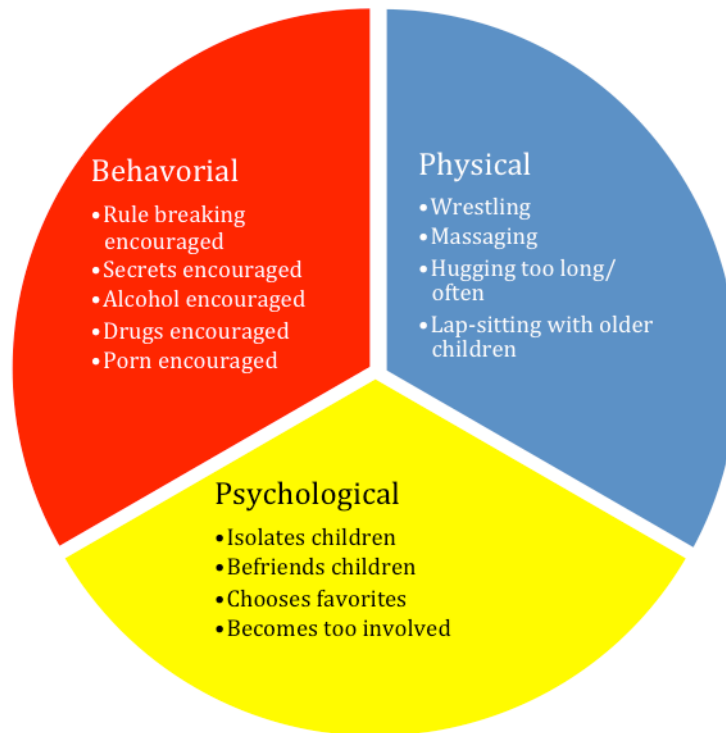 Behavorial
•Rule breaking
encouraged
•Secrets encouraged
•Alcohol encouraged
•Drugs encouraged
•Porn encouraged
Physical
•Wrestling
•Massaging
•Hugging too long/
often
•Lap-sitting with older
children
Psychological
•Isolates children
•Befriends children
•Chooses favorites
•Becomes too involved